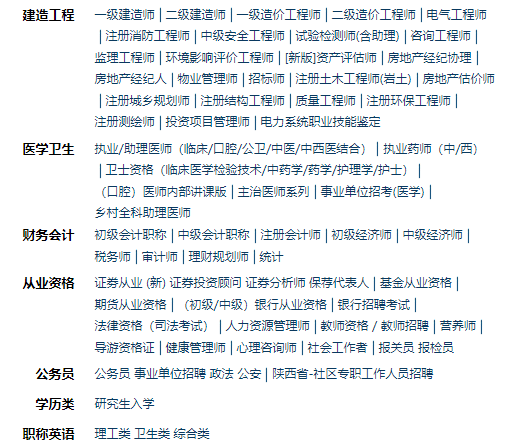 建造工程 一级建造师 | 二级建造师 | 一级造价工程师 | 二级造价工程师 | 电气工程师
| 注册消防工程师 | 中级安全工程师 | 试验检测师(含助理) | 咨询工程师 |
监理工程师 | 环境影响评价工程师 | [新版]资产评估师 | 房地产经纪协理 |
房地产经纪人 | 物业管理师 | 招标师 | 注册土木工程师(岩土) | 房地产估价师
| 注册城乡规划师 | 注册结构工程师 | 质量工程师 | 注册环保工程师 |
注册测绘师 | 投资项目管理师 | 电力系统职业技能鉴定
医学卫生 执业/助理医师（临床/口腔/公卫/中医/中西医结合） | 执业药师（中/西）
| 卫士资格（临床医学检验技术/中药学/药学/护理学/护士） |
（口腔）医师内部讲课版 | 主治医师系列 | 事业单位招考(医学) |
乡村全科助理医师
财务会计 初级会计职称 | 中级会计职称 | 注册会计师 | 初级经济师 | 中级经济师 |
税务师 | 审计师 | 理财规划师 | 统计
从业资格 证券从业 (新) 证券投资顾问 证券分析师 保荐代表人 | 基金从业资格 |
期货从业资格 | （初级/中级）银行从业资格 | 银行招聘考试 |
法律资格（司法考试） | 人力资源管理师 | 教师资格 / 教师招聘 | 营养师 |
导游资格证 | 健康管理师 | 心理咨询师 | 社会工作者 | 报关员 报检员
公务员 公务员 事业单位招聘 政法 公安 | 陕西省-社区专职工作人员招聘
学历类 研究生入学
职称英语 理工类 卫生类 综合类